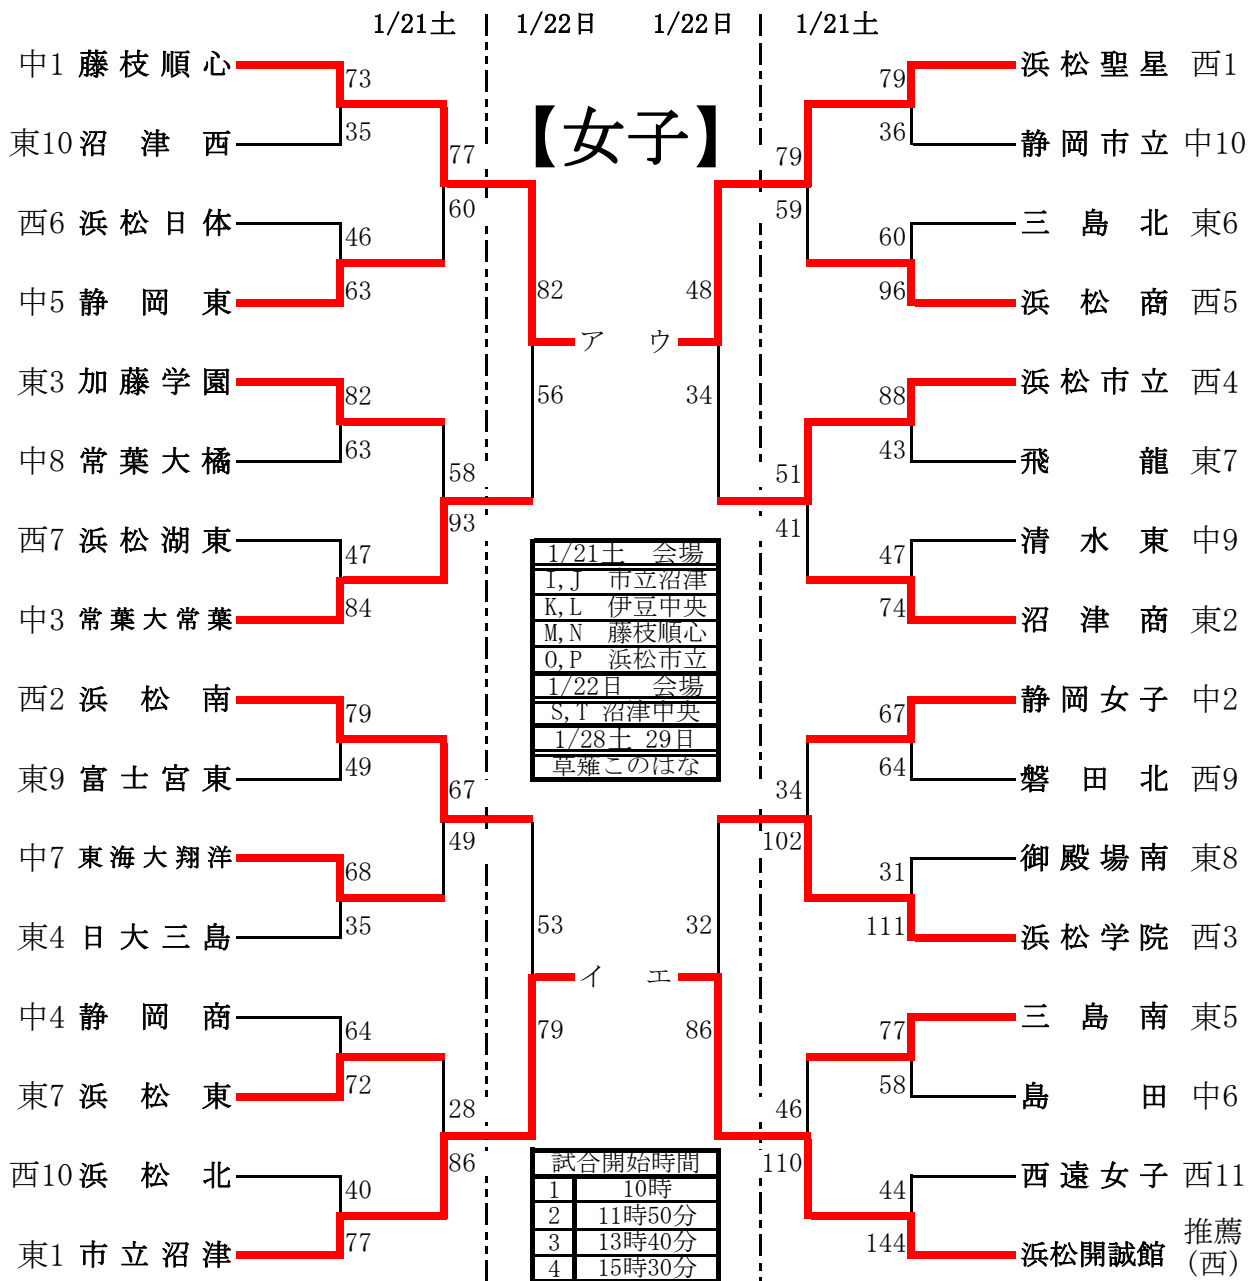 1/21土 1/22日 1/22日 1/21土
【女子】
中1 藤枝順心 73
東10 沼津西 35
77
60
西6 浜松日体 46
中5 静岡東 63
82
56
ア
東3 加藤学園 82
中8 常葉大橘 63
58
93
西7 浜松湖東 47
中3 常葉大常葉 84
西2 浜松南 79
東9 富士宮東 49
67
49
中7 東海大翔洋 68
東4 日大三島 35
53
79
イ
中4 静岡商 64
東7 浜松東 72
28
86
西10 浜松北 40
東1 市立沼津 77
79 浜松聖星 西1
36 静岡市立 中10
79
59
60 三島北 東6
96 浜松商 西5
48
34
ウ
88 浜松市立 西4
43 飛龍 東7
51
41
47 清水東 中9
74 沼津商 東2
67 静岡女子 中2
64 磐田北 西9
34
102
31 御殿場南 東8
111 浜松学院 西3
32
86
エ
77 三島南 東5
58 島田 中6
46
110
44 西遠女子 西11
144 浜松開誠館 推薦
(西)
1/21土 会場
I,J 市立沼津
K,L 伊豆中央
M,N 藤枝順心
O,P 浜松市立
1/22日 会場
S,T 沼津中央
1/28土 29日
草薙このはな
試合開始時間
1 10時
2 11時50分
3 13時40分
4 15時30分